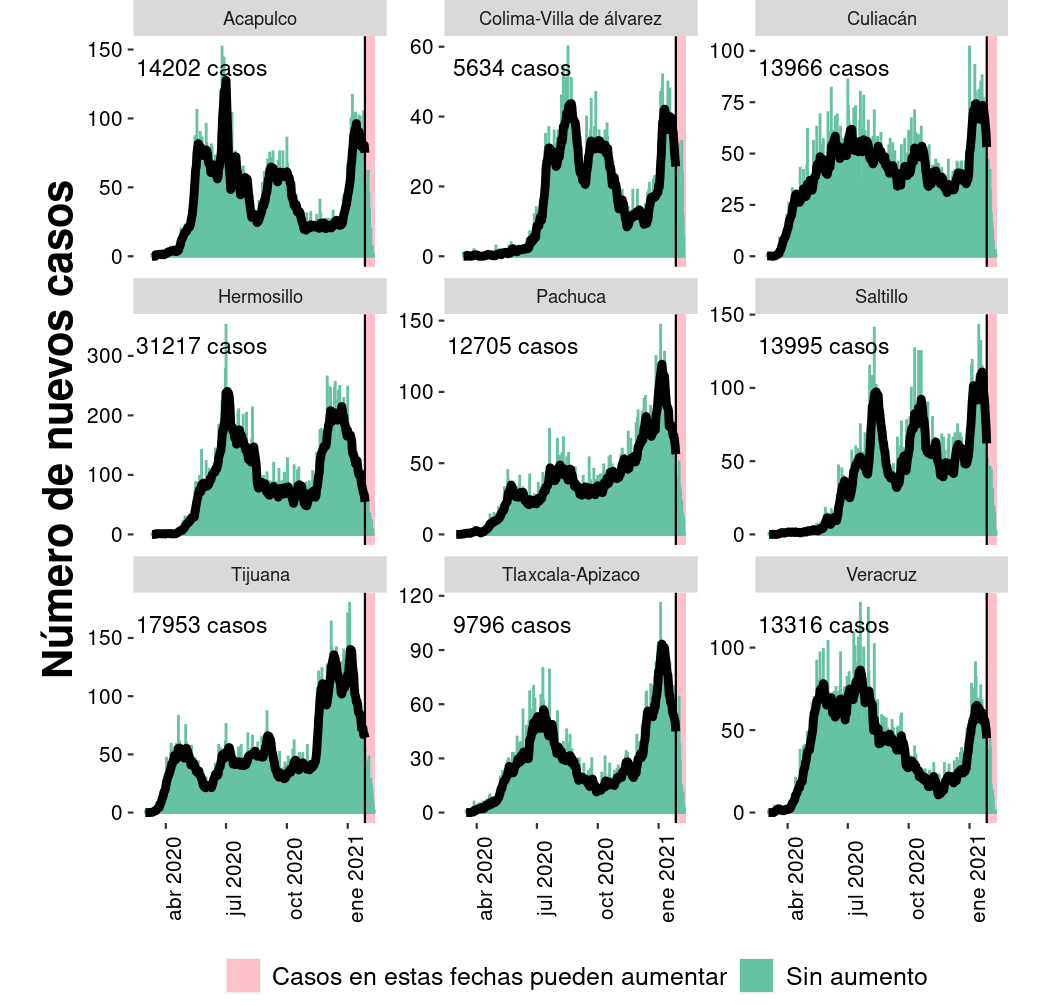 Número de nuevos casos
Acapulco
14202 casos
150
100
50
0
Colima-Villa de álvarez
5634 casos
60
40
20
0
Culiacán
13966 casos
100
75
50
25
0
Hermosillo
31217 casos
300
200
100
0
Pachuca
12705 casos
150
100
50
0
Saltillo
13995 casos
150
100
50
0
Tijuana
17953 casos
150
100
50
0
abr 2020
jul 2020
oct 2020
ene 2021
Tlaxcala-Apizaco
9796 casos
120
90
60
30
0
abr 2020
jul 2020
oct 2020
ene 2021
Veracruz
13316 casos
100
50
0
abr 2020
jul 2020
oct 2020
ene 2021
Casos en estas fechas pueden aumentar
Sin aumento